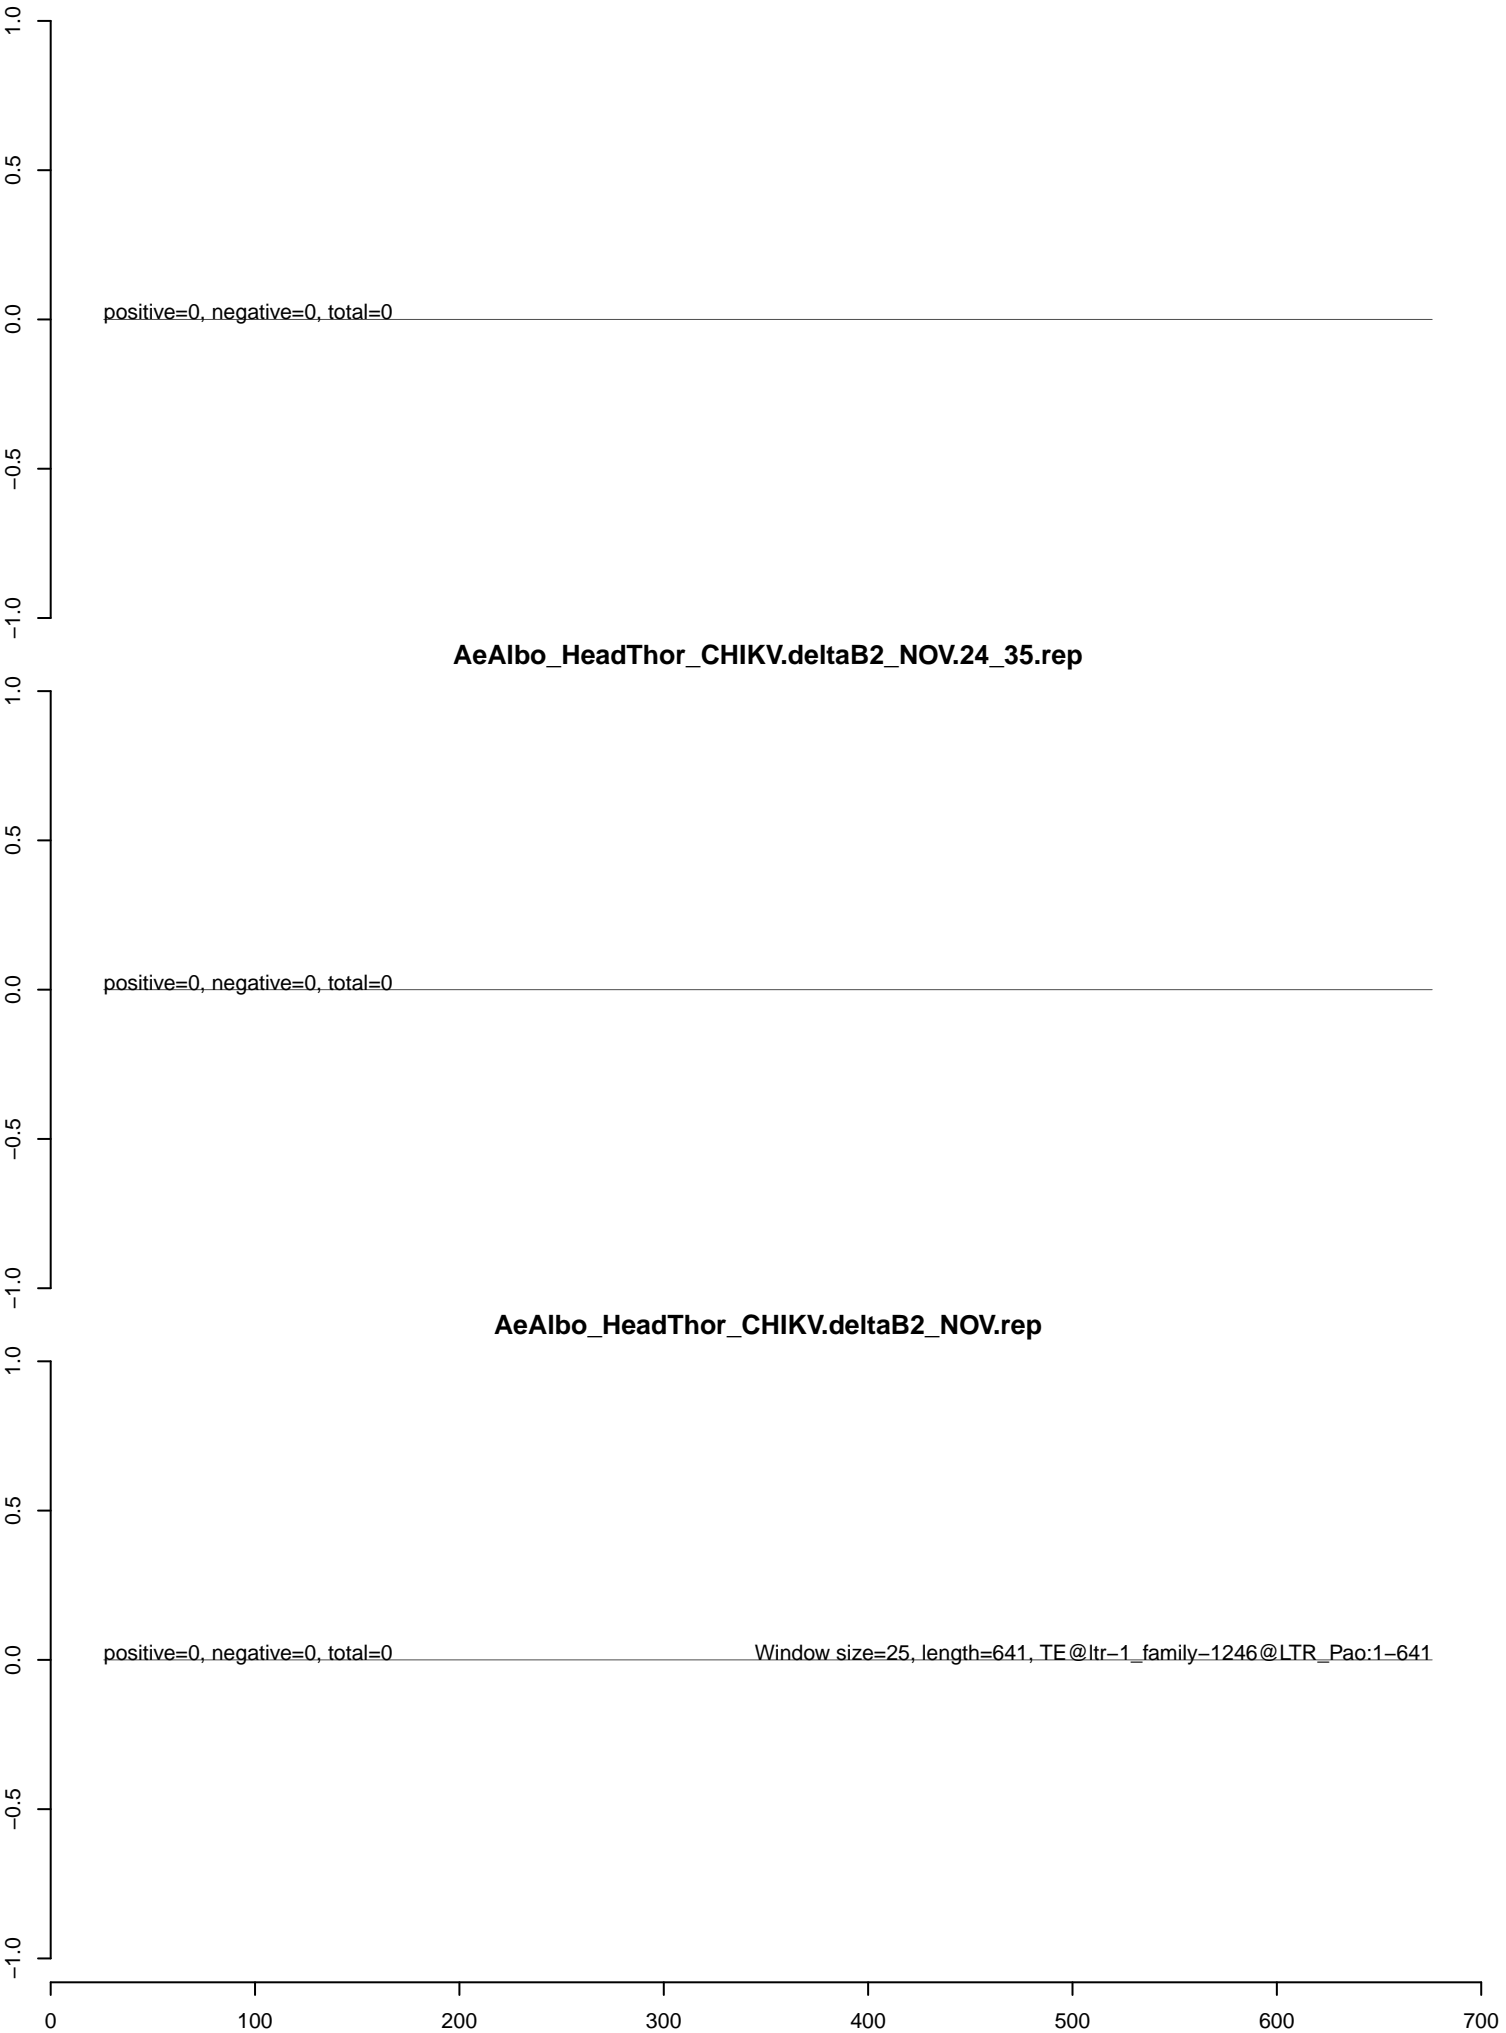 1.0
0.5
0.0
−0.5
−1.0
positive=0, negative=0, total=0
AeAlbo_HeadThor_CHIKV.deltaB2_NOV.24_35.rep
1.0
0.5
0.0
−0.5
−1.0
positive=0, negative=0, total=0
AeAlbo_HeadThor_CHIKV.deltaB2_NOV.rep
1.0
0.5
0.0
−0.5
−1.0
positive=0, negative=0, total=0
Window size=25, length=641, TE@ltr−1_family−1246@LTR_Pao:1−641
0 100 200 300 400 500 600 700